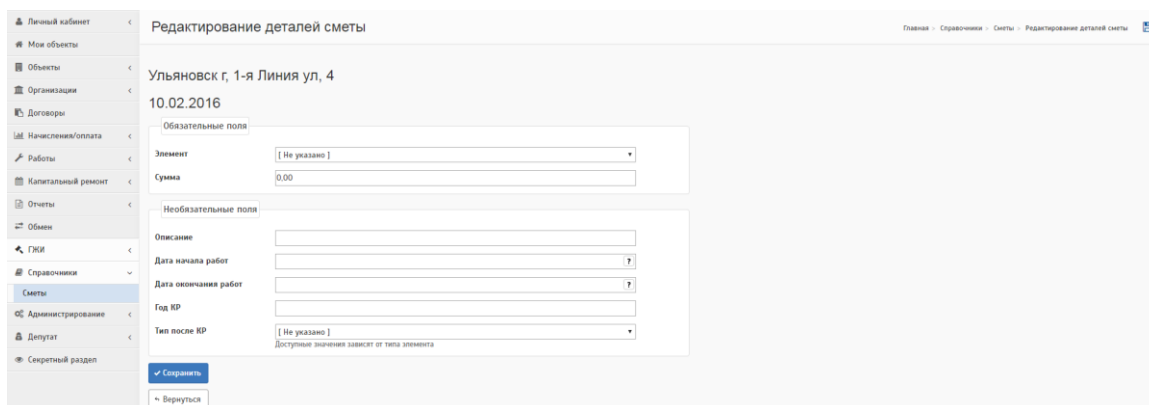 Личный кабинет
Мои объекты
Объекты
Организации
Договоры
Начисления/оплата
Работы
Капитальный ремонт
Отчеты
Обмен
ГЖИ
Справочники
Сметы
Администрирование
Депутат
Секретный раздел
Редактирование деталей сметы
Главная > Справочники > Сметы > Редактирование деталей сметы
Ульяновск г, 1-я Линия ул, 4
10.02.2016
Обязательные поля
Элемент [ Не указано ]
Сумма 0,00
Необязательные поля
Описание
Дата начала работ ?
Дата окончания работ ?
Год КР
Тип после КР [ Не указано ]
Доступные значения зависят от типа элемента
Сохранить
Вернуться